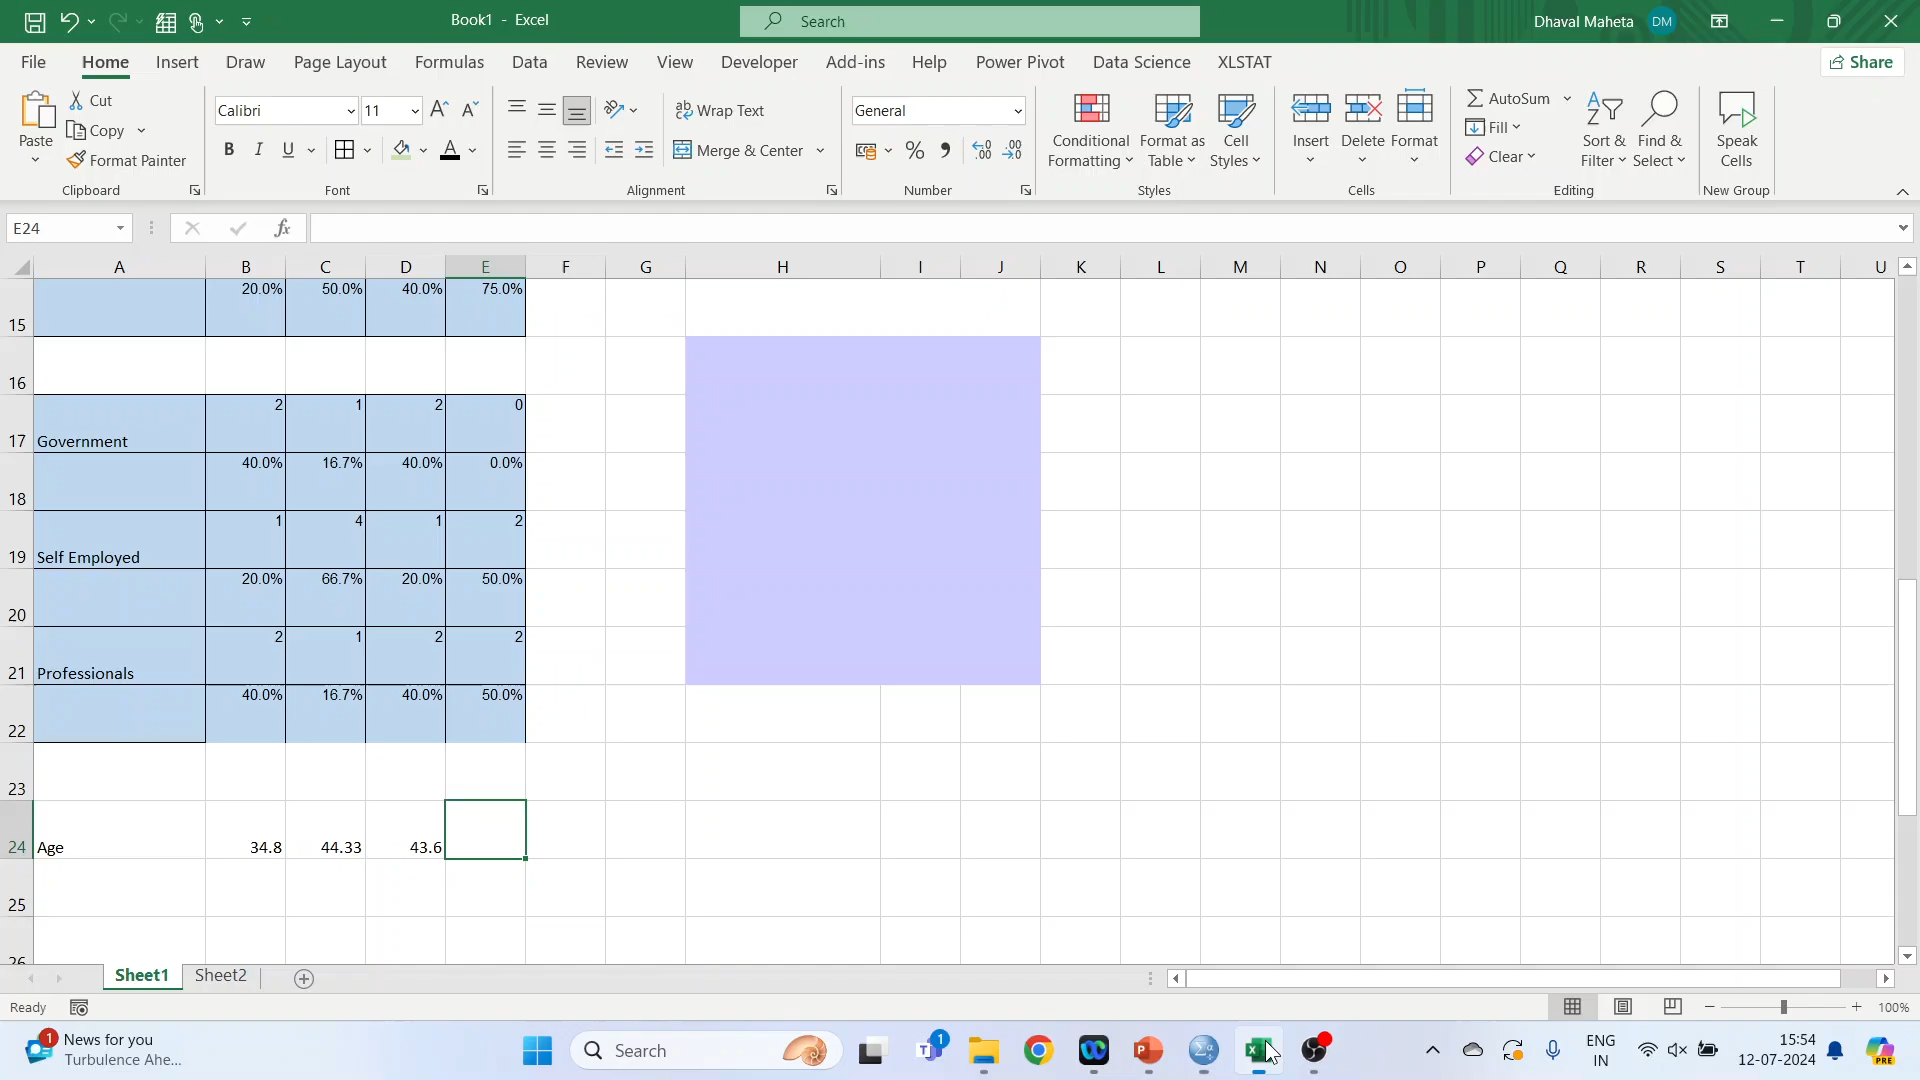 Book1 - Excel
Search
Dhaval Maheta
DM
File Home Insert Draw Page Layout Formulas Data Review View Developer Add-ins Help Power Pivot Data Science XLSTAT
Share
Paste
Cut
Copy
Format Painter
Clipboard
Calibri
11
B I U
Font
Wrap Text
Merge & Center
Alignment
General
Number
Conditional Formatting
Format as Table
Cell Styles
Styles
Insert
Delete
Format
Cells
AutoSum
Fill
Clear
Sort & Filter
Find & Select
Editing
Speak Cells
New Group
E24
fx
A B C D E F G H I J K L M N O P Q R S T U
15 20.0% 50.0% 40.0% 75.0%
16
17 Government 2 1 2 0
18 40.0% 16.7% 40.0% 0.0%
19 Self Employed 1 4 1 2
20 20.0% 66.7% 20.0% 50.0%
21 Professionals 2 1 2 2
22 40.0% 16.7% 40.0% 50.0%
23
24 Age 34.8 44.33 43.6
25
26
Sheet1 Sheet2
Ready
100%
1
News for you
Turbulence Ahe...
Search
1
ENG
IN
15:54
12-07-2024
PRE